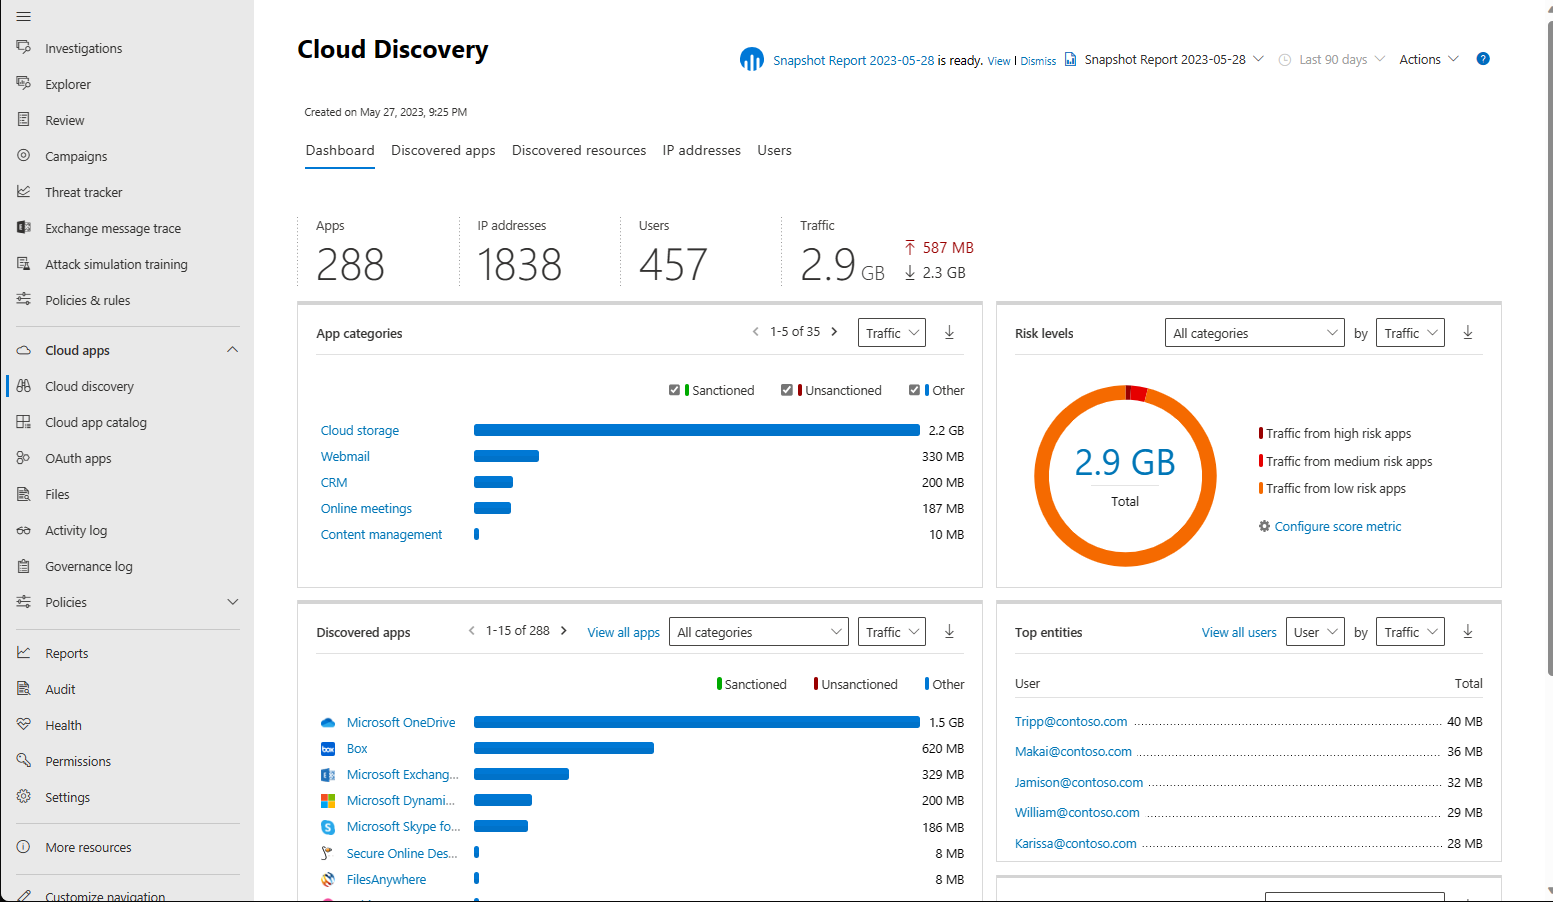 Investigations
Explorer
Review
Campaigns
Threat tracker
Exchange message trace
Attack simulation training
Policies & rules
Cloud apps
Cloud discovery
Cloud app catalog
OAuth apps
Files
Activity log
Governance log
Policies
Reports
Audit
Health
Permissions
Settings
More resources
Customize navigation
Cloud Discovery
Snapshot Report 2023-05-28 is ready. View | Dismiss Snapshot Report 2023-05-28 Last 90 days Actions ?
Created on May 27, 2023, 9:25 PM
Dashboard Discovered apps Discovered resources IP addresses Users
Apps
288
IP addresses
1838
Users
457
Traffic
2.9 GB
587 MB
2.3 GB
App categories 1-5 of 35 Traffic
Sanctioned Unsanctioned Other
Cloud storage 2.2 GB
Webmail 330 MB
CRM 200 MB
Online meetings 187 MB
Content management 10 MB
Risk levels All categories by Traffic
2.9 GB
Total
Traffic from high risk apps
Traffic from medium risk apps
Traffic from low risk apps
Configure score metric
Discovered apps 1-15 of 288 View all apps All categories Traffic
Sanctioned Unsanctioned Other
Microsoft OneDrive 1.5 GB
box Box 620 MB
Microsoft Exchang... 329 MB
Microsoft Dynami... 200 MB
Microsoft Skype fo... 186 MB
Secure Online Des... 8 MB
FilesAnywhere 8 MB
Top entities View all users User by Traffic
User Total
Tripp@contoso.com 40 MB
Makai@contoso.com 36 MB
Jamison@contoso.com 32 MB
William@contoso.com 29 MB
Karissa@contoso.com 28 MB